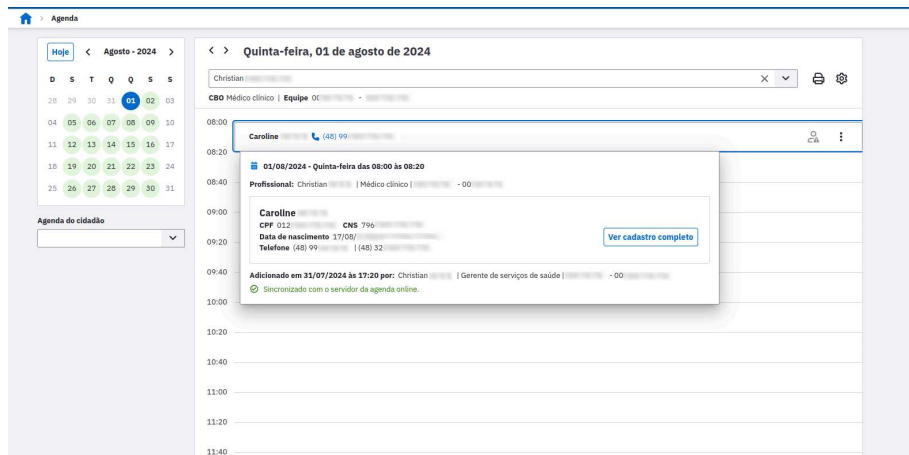 Agenda
Hoje
Agosto - 2024
D S T Q Q S S
28 29 30 31 01 02 03
04 05 06 07 08 09 10
11 12 13 14 15 16 17
18 19 20 21 22 23 24
25 26 27 28 29 30 31
Agenda do cidadão
Quinta-feira, 01 de agosto de 2024
Christian
CBO Médico clínico | Equipe 00 -
08:00
Caroline (48) 99
08:20
01/08/2024 - Quinta-feira das 08:00 às 08:20
08:40
Profissional: Christian | Médico clínico | - 00
09:00
Caroline
CPF 012 CNS 796
Data de nascimento 17/08/
09:20
Telefone (48) 99 | (48) 32
Ver cadastro completo
09:40
Adicionado em 31/07/2024 às 17:20 por: Christian | Gerente de serviços de saúde | - 00
Sincronizado com o servidor da agenda online.
10:00
10:20
10:40
11:00
11:20
11:40